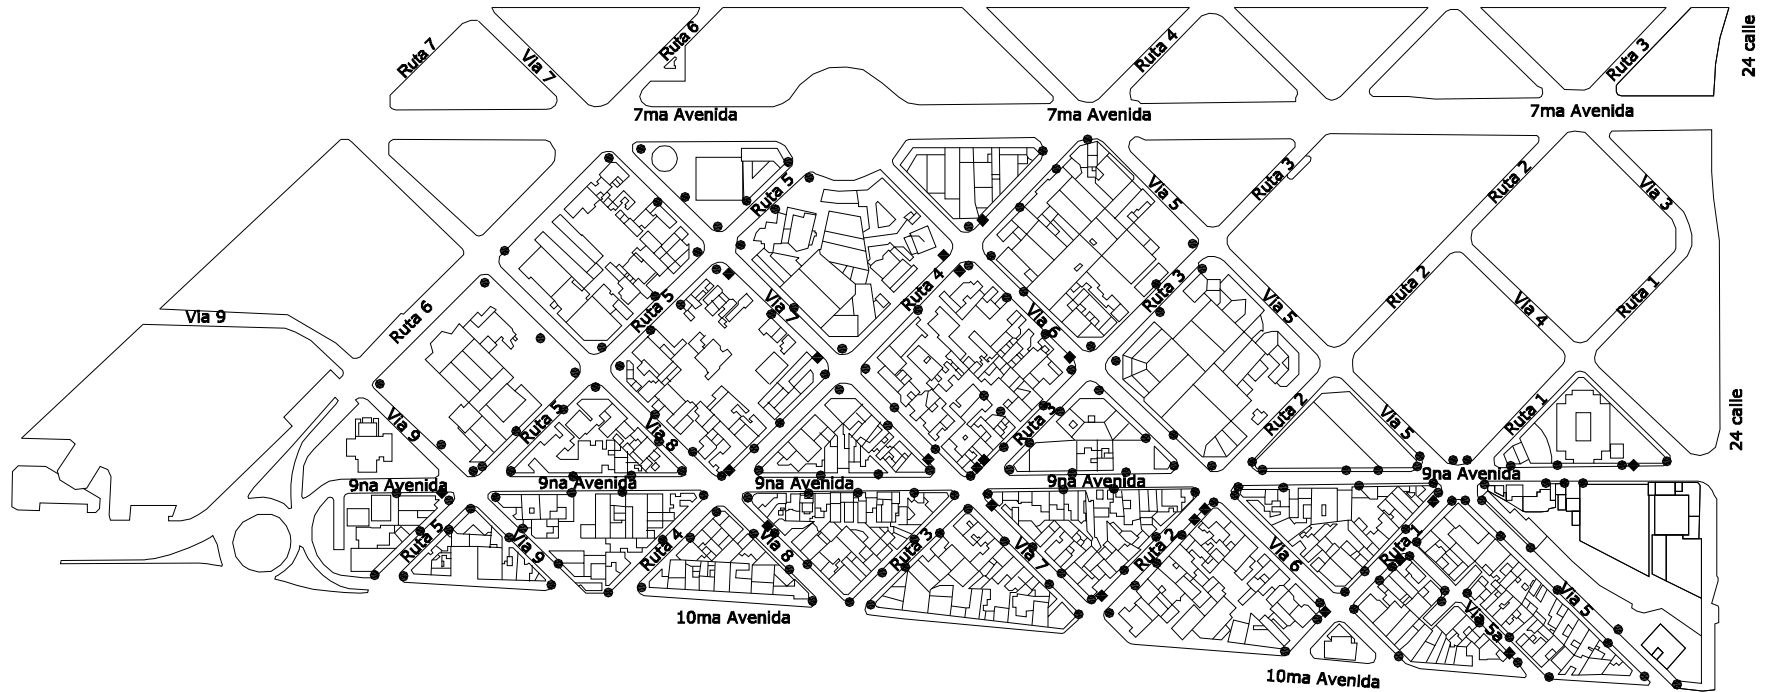 Ruta 7
Via 7
Ruta 6
Ruta 4
Ruta 3
24 calle
7ma Avenida
7ma Avenida
7ma Avenida
Ruta 5
Via 5
Ruta 3
Ruta 2
Via 3
Via 9
Ruta 6
Ruta 5
Via 7
Ruta 4
Via 6
Ruta 3
Via 5
Ruta 2
Via 4
Ruta 1
Via 9
Ruta 5
Via 8
Ruta 3
Ruta 2
Via 5
Ruta 1
24 calle
9na Avenida
9na Avenida
9na Avenida
9na Avenida
9na Avenida
Ruta 5
Via 9
Ruta 4
Via 8
Ruta 3
Via 7
Ruta 2
Via 6
Ruta 1
Via 5
Via 5a
10ma Avenida
10ma Avenida